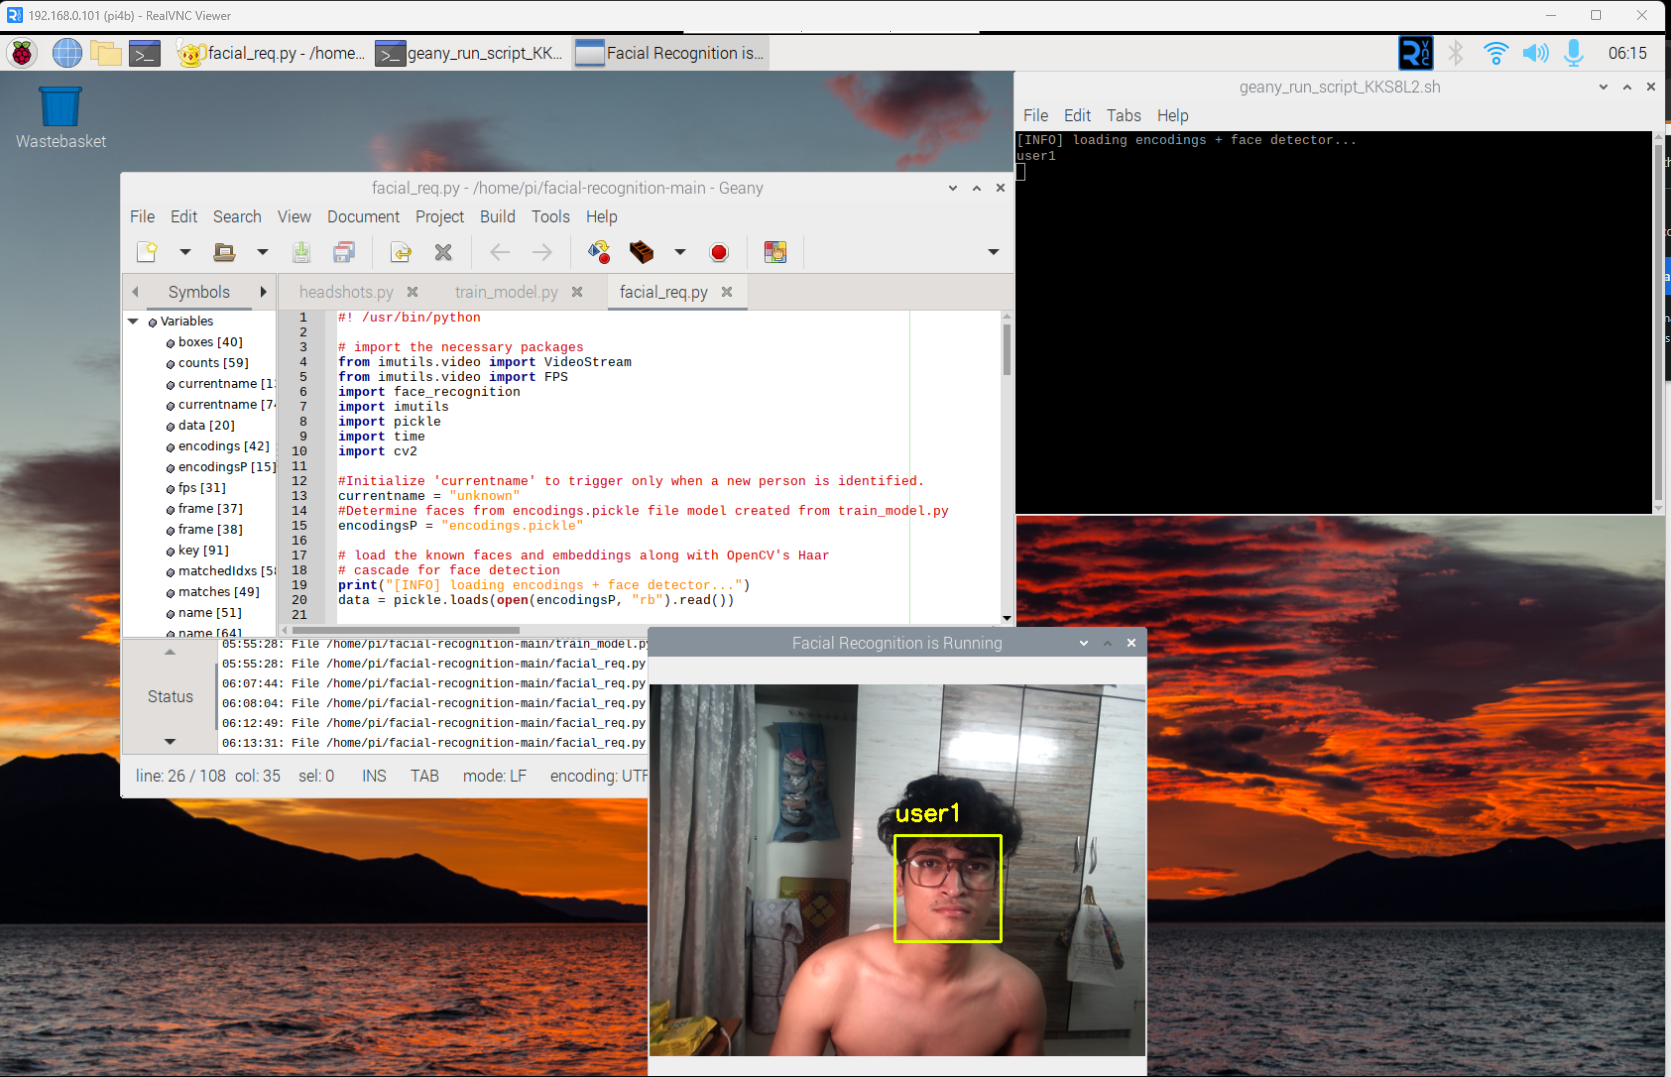 192.168.0.101 (pi4b) - RealVNC Viewer
facial_req.py - /home...
geany_run_script_KK...
Facial Recognition is...
06:15
Wastebasket
geany_run_script_KKS8L2.sh
File Edit Tabs Help
[INFO] loading encodings + face detector...
user1
facial_req.py - /home/pi/facial-recognition-main - Geany
File Edit Search View Document Project Build Tools Help
Symbols
headshots.py
train_model.py
facial_req.py
Variables
boxes [40]
counts [59]
currentname [1
currentname [74
data [20]
encodings [42]
encodingsP [15]
fps [31]
frame [37]
frame [38]
key [91]
matchedIdxs [58
matches [49]
name [51]
name [64]
1 #! /usr/bin/python
2
3 # import the necessary packages
4 from imutils.video import VideoStream
5 from imutils.video import FPS
6 import face_recognition
7 import imutils
8 import pickle
9 import time
10 import cv2
11
12 #Initialize 'currentname' to trigger only when a new person is identified.
13 currentname = "unknown"
14 #Determine faces from encodings.pickle file model created from train_model.py
15 encodingsP = "encodings.pickle"
16
17 # load the known faces and embeddings along with OpenCV's Haar
18 # cascade for face detection
19 print("[INFO] loading encodings + face detector...")
20 data = pickle.loads(open(encodingsP, "rb").read())
21
Status
05:55:28: File /home/pi/facial-recognition-main/train_model.py
05:55:28: File /home/pi/facial-recognition-main/facial_req.py
06:07:44: File /home/pi/facial-recognition-main/facial_req.py
06:08:04: File /home/pi/facial-recognition-main/facial_req.py
06:12:49: File /home/pi/facial-recognition-main/facial_req.py
06:13:31: File /home/pi/facial-recognition-main/facial_req.py
line: 26 / 108 col: 35 sel: 0 INS TAB mode: LF encoding: UTF
Facial Recognition is Running
user1